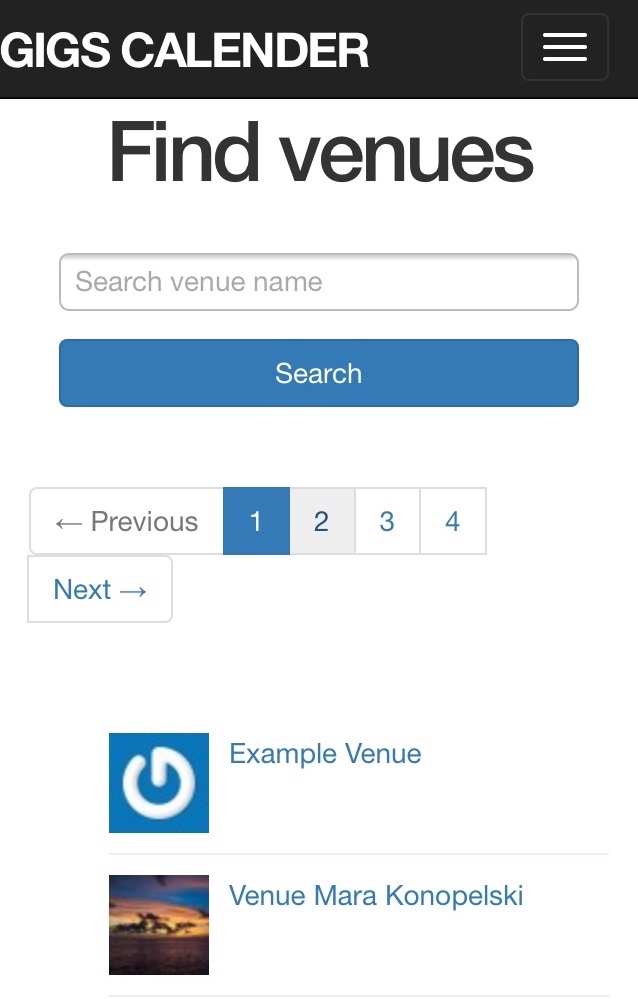 GIGS CALENDER
Find venues
Search venue name
Search
← Previous 1 2 3 4
Next →
Example Venue
Venue Mara Konopelski